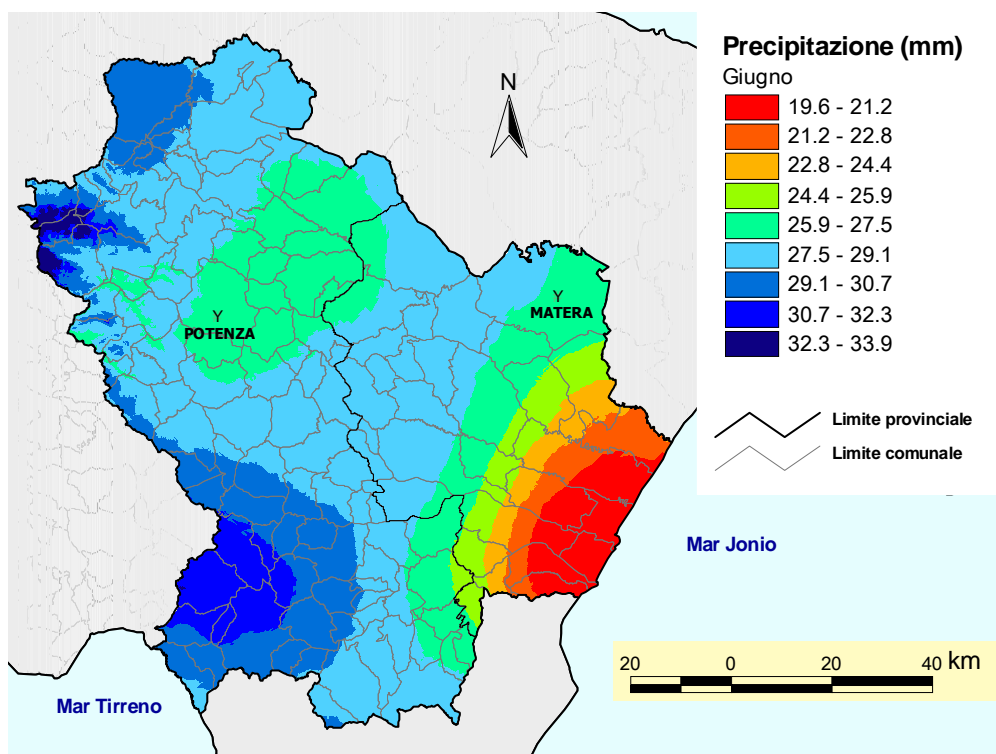 Precipitazione (mm)
Giugno
19.6 - 21.2
21.2 - 22.8
22.8 - 24.4
24.4 - 25.9
25.9 - 27.5
27.5 - 29.1
29.1 - 30.7
30.7 - 32.3
32.3 - 33.9
N
Limite provinciale
Limite comunale
Y
POTENZA
Y
MATERA
Mar Jonio
Mar Tirreno
20 0 20 40 km